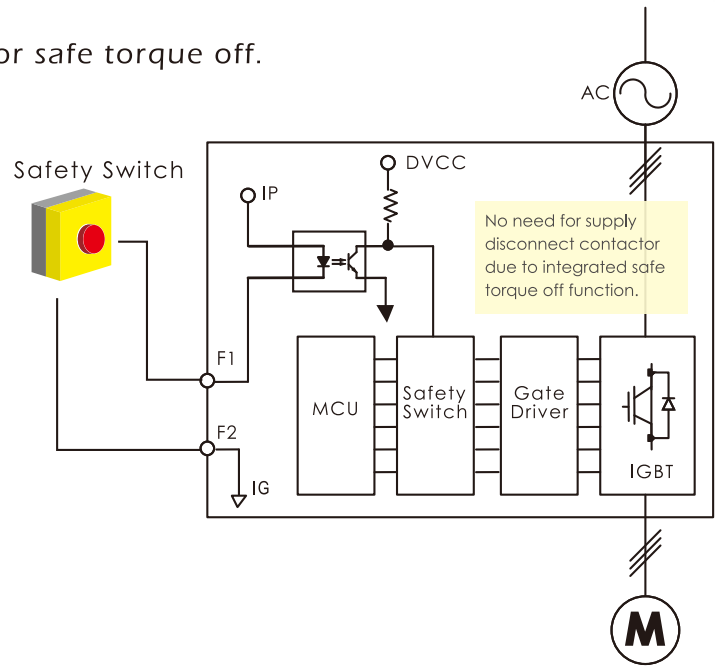 or safe torque off.
AC
Safety Switch
DVCC
IP
No need for supply
disconnect contactor
due to integrated safe
torque off function.
F1
MCU
Safety
Switch
Gate
Driver
IGBT
F2
IG
M